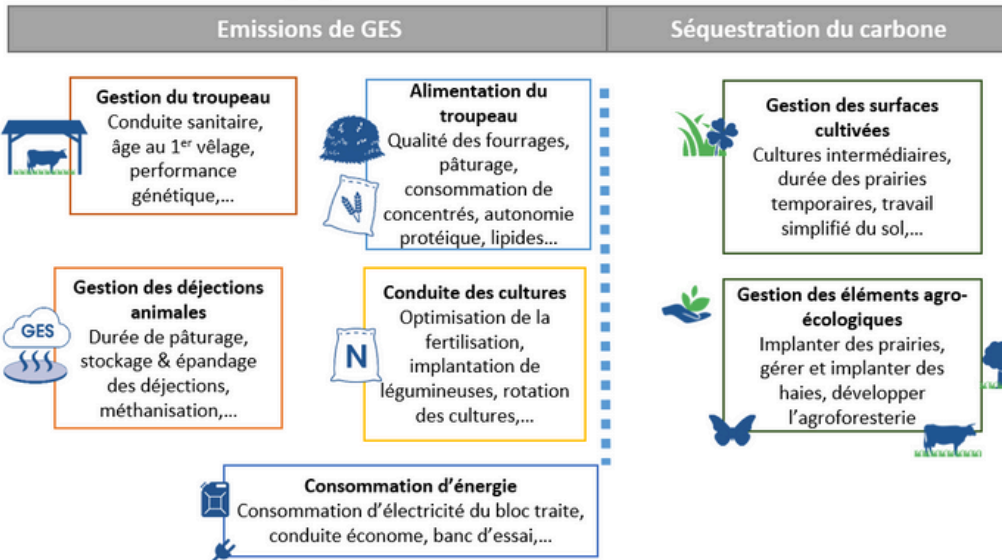 Emissions de GES
Séquestration du carbone
Gestion du troupeau
Conduite sanitaire,
âge au 1er vêlage,
performance
génétique,...
Alimentation du
troupeau
Qualité des fourrages,
pâturage,
consommation de
concentrés, autonomie
protéique, lipides...
Gestion des surfaces
cultivées
Cultures intermédiaires,
durée des prairies
temporaires, travail
simplifié du sol,...
Gestion des déjections
animales
Durée de pâturage,
stockage & épandage
des déjections,
méthanisation,...
GES
Conduite des cultures
Optimisation de la
fertilisation,
implantation de
légumineuses, rotation
des cultures,...
N
Gestion des éléments agro-
écologiques
Implanter des prairies,
gérer et implanter des
haies, développer
l'agroforesterie
Consommation d'énergie
Consommation d'électricité du bloc traite,
conduite économe, banc d'essai,...